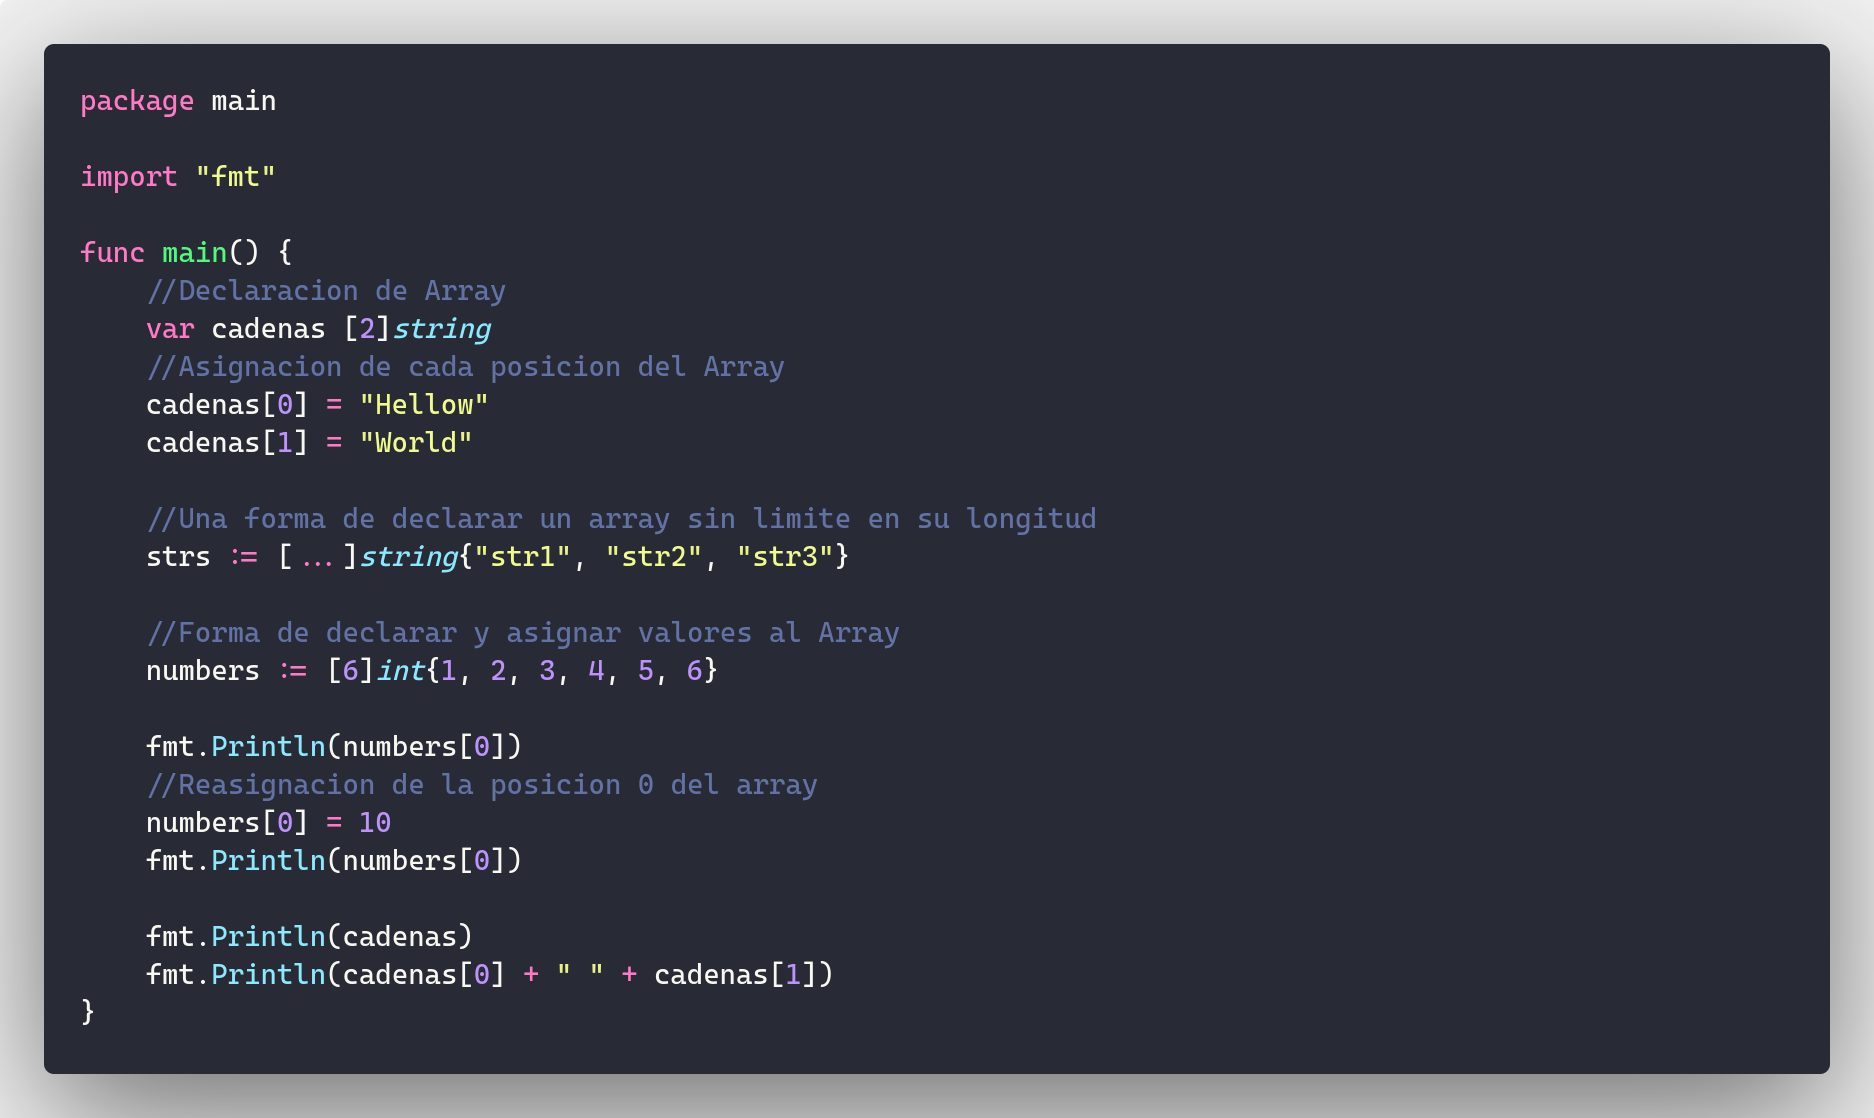 package main
import "fmt"
func main() {
//Declaracion de Array
var cadenas [2]string
//Asignacion de cada posicion del Array
cadenas[0] = "Hellow"
cadenas[1] = "World"
//Una forma de declarar un array sin limite en su longitud
strs := [...]string{"str1", "str2", "str3"}
//Forma de declarar y asignar valores al Array
numbers := [6]int{1, 2, 3, 4, 5, 6}
fmt.Println(numbers[0])
//Reasignacion de la posicion 0 del array
numbers[0] = 10
fmt.Println(numbers[0])
fmt.Println(cadenas)
fmt.Println(cadenas[0] + " " + cadenas[1])
}